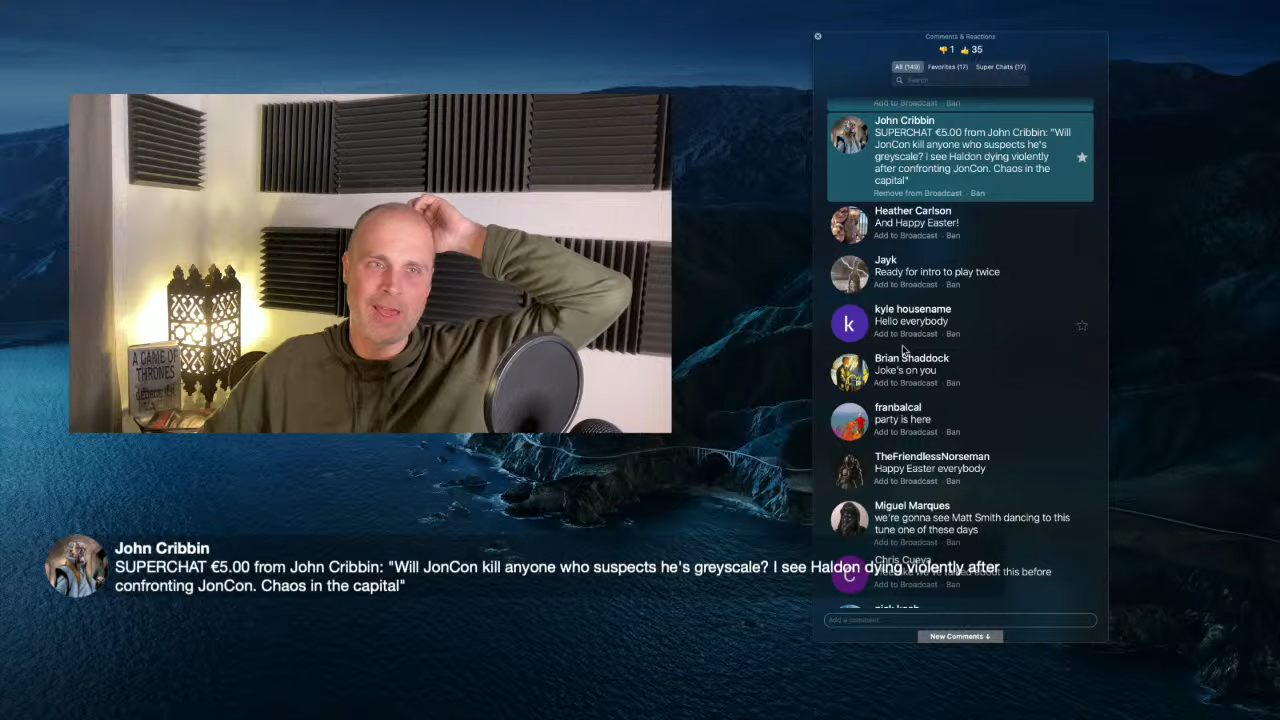 Comments & Reactions
👎 1 👍 35
All (149) Favorites (17) Super Chats (17)
Search
Add to Broadcast · Ban
John Cribbin
SUPERCHAT €5.00 from John Cribbin: "Will
JonCon kill anyone who suspects he's
greyscale? I see Haldon dying violently
after confronting JonCon. Chaos in the
capital"
Remove from Broadcast · Ban
Heather Carlson
And Happy Easter!
Add to Broadcast · Ban
Jayk
Ready for intro to play twice
Add to Broadcast · Ban
kyle housename
k
Hello everybody
Add to Broadcast · Ban
Brian Shaddock
Joke's on you
Add to Broadcast · Ban
franbalcal
party is here
Add to Broadcast · Ban
TheFriendlessNorseman
Happy Easter everybody
Add to Broadcast · Ban
Miguel Marques
we're gonna see Matt Smith dancing to this
tune one of these days
Add to Broadcast · Ban
Chris Cueva
C
about this before
Add to Broadcast · Ban
Add a comment
New Comments ↓
A GAME OF
THRONES
GEORGE R.R.
John Cribbin
SUPERCHAT €5.00 from John Cribbin: "Will JonCon kill anyone who suspects he's greyscale? I see Haldon dying violently after
confronting JonCon. Chaos in the capital"